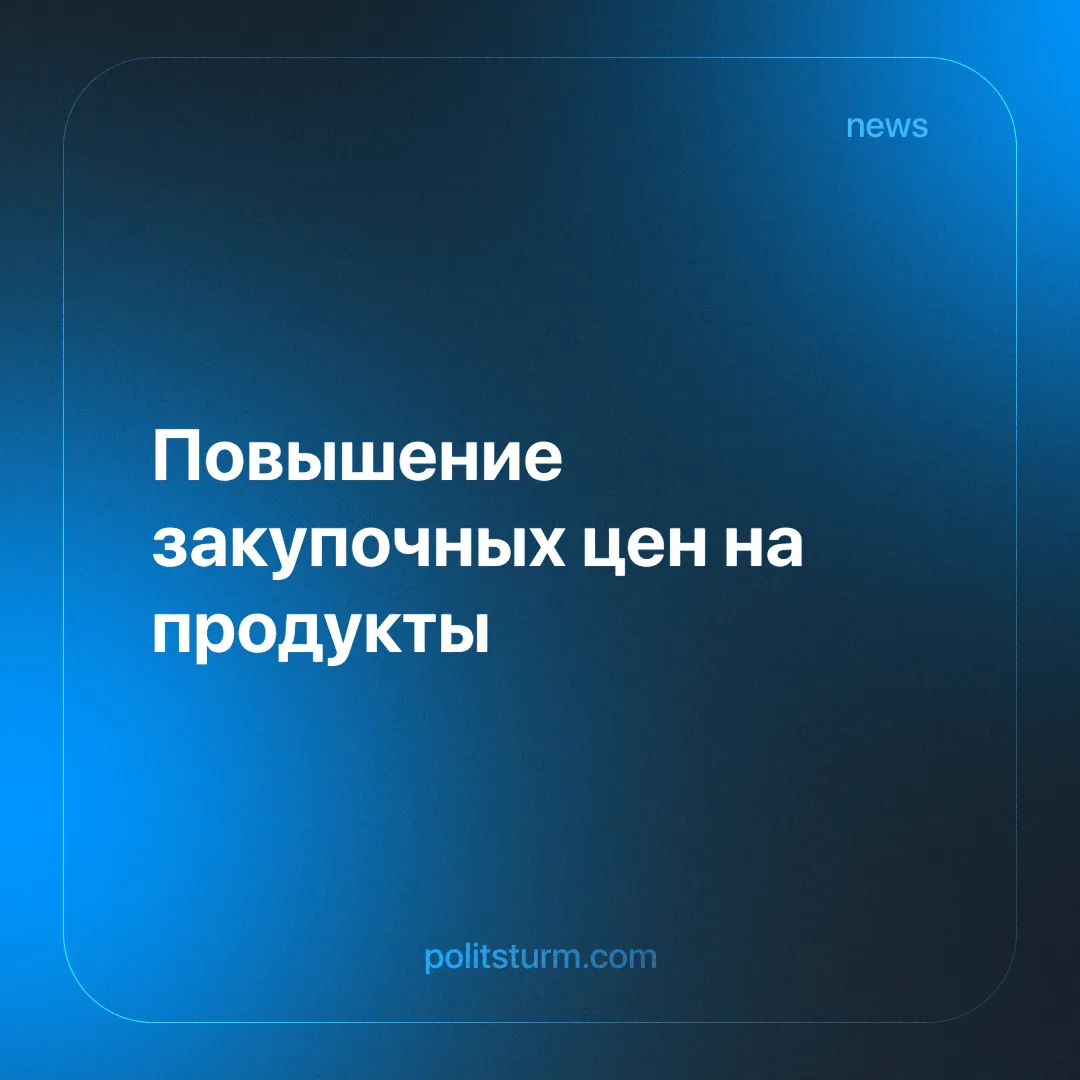 news
Повышение
закупочных цен на
продукты
politsturm.com